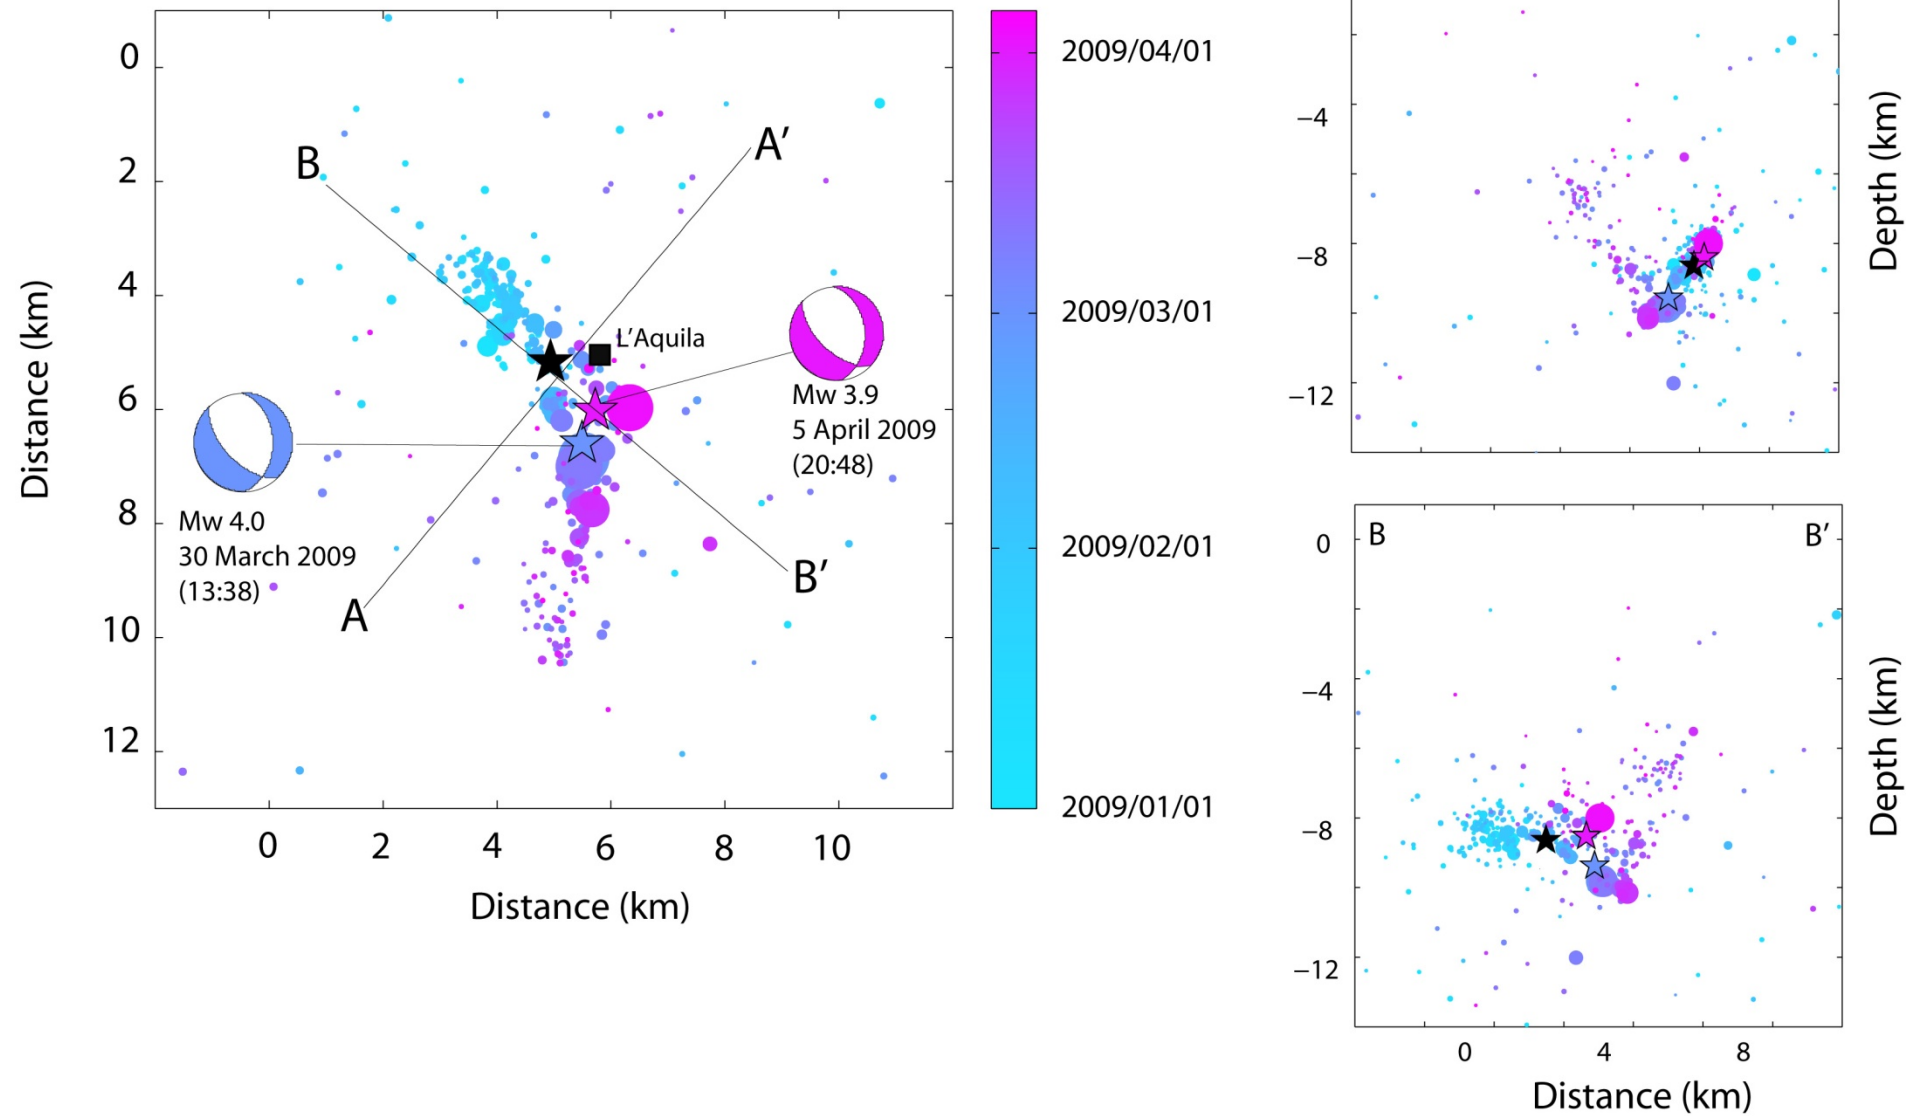 Distance (km)
0
2
4
6
8
10
12
B
A′
L’Aquila
Mw 3.9
5 April 2009
(20:48)
Mw 4.0
30 March 2009
(13:38)
A
B′
0
2
4
6
8
10
Distance (km)
2009/04/01
2009/03/01
2009/02/01
2009/01/01
−4
−8
−12
Depth (km)
B
B′
0
−4
−8
−12
Depth (km)
0
4
8
Distance (km)